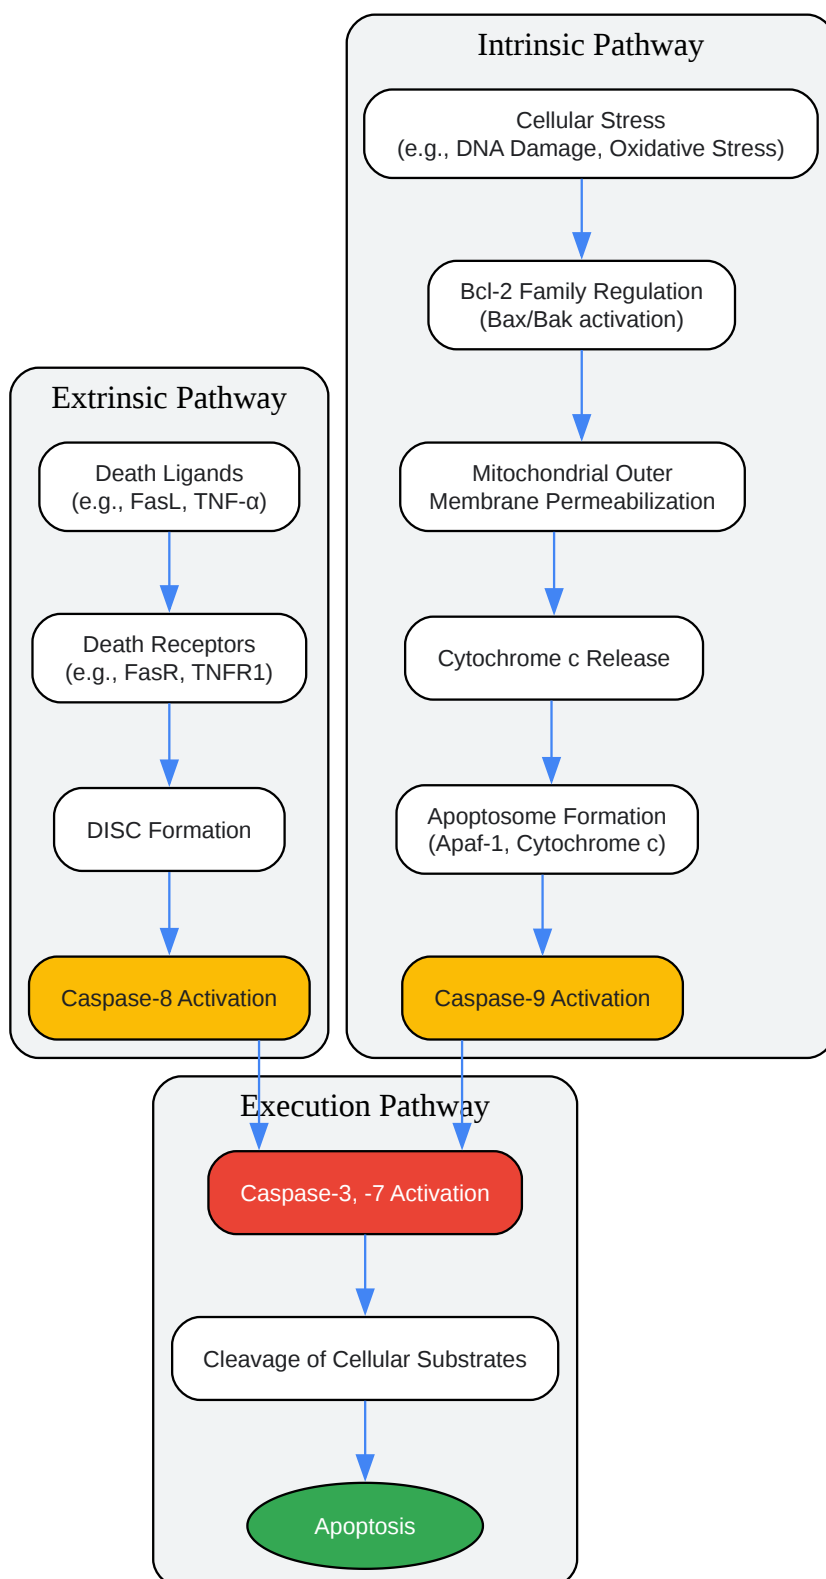 Intrinsic Pathway
Cellular Stress
(e.g., DNA Damage, Oxidative Stress)
Bcl-2 Family Regulation
(Bax/Bak activation)
Mitochondrial Outer
Membrane Permeabilization
Cytochrome c Release
Apoptosome Formation
(Apaf-1, Cytochrome c)
Caspase-9 Activation
Extrinsic Pathway
Death Ligands
(e.g., FasL, TNF-α)
Death Receptors
(e.g., FasR, TNFR1)
DISC Formation
Caspase-8 Activation
Execution Pathway
Caspase-3, -7 Activation
Cleavage of Cellular Substrates
Apoptosis